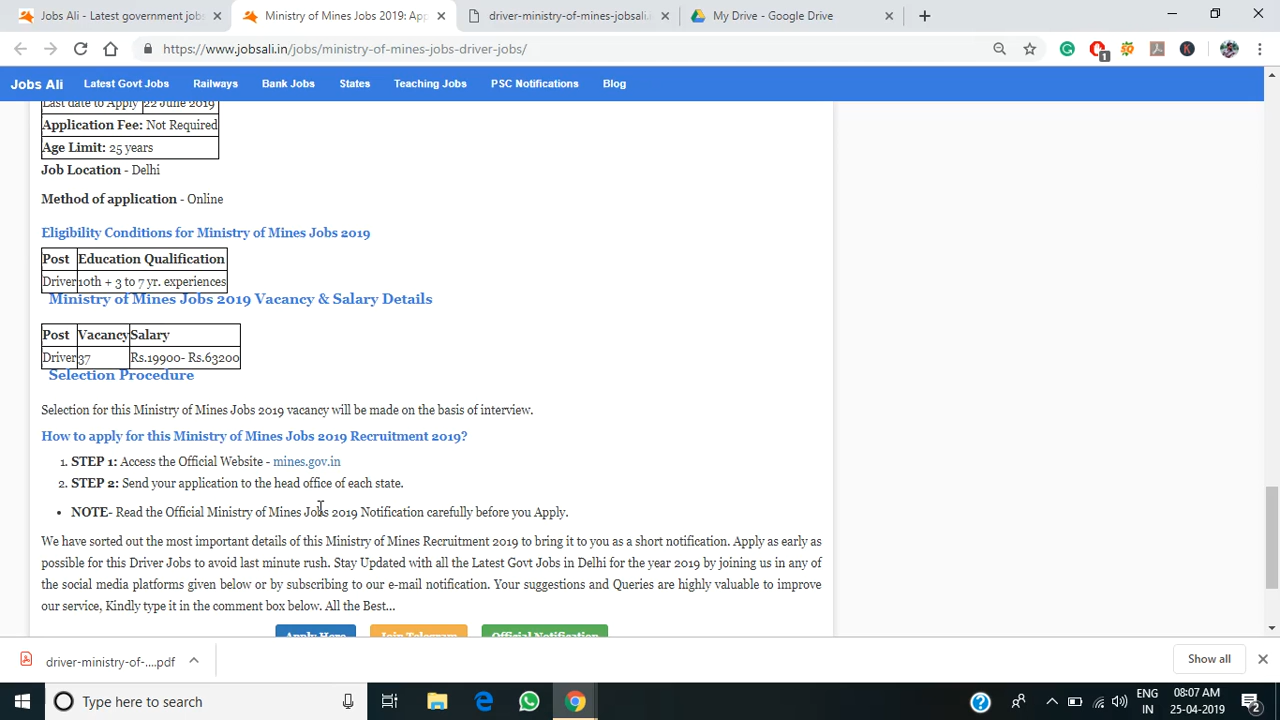 Jobs Ali - Latest government jobs
Ministry of Mines Jobs 2019: App
driver-ministry-of-mines-jobsali.
My Drive - Google Drive
https://www.jobsali.in/jobs/ministry-of-mines-jobs-driver-jobs/
1
K
Jobs Ali Latest Govt Jobs Railways Bank Jobs States Teaching Jobs PSC Notifications Blog
Last date to Apply 22 June 2019
Application Fee: Not Required
Age Limit: 25 years
Job Location - Delhi
Method of application - Online
Eligibility Conditions for Ministry of Mines Jobs 2019
Post Education Qualification
Driver 10th + 3 to 7 yr. experiences
Ministry of Mines Jobs 2019 Vacancy & Salary Details
Post Vacancy Salary
Driver 37 Rs.19900- Rs.63200
Selection Procedure
Selection for this Ministry of Mines Jobs 2019 vacancy will be made on the basis of interview.
How to apply for this Ministry of Mines Jobs 2019 Recruitment 2019?
1. STEP 1: Access the Official Website - mines.gov.in
2. STEP 2: Send your application to the head office of each state.
• NOTE- Read the Official Ministry of Mines Jobs 2019 Notification carefully before you Apply.
We have sorted out the most important details of this Ministry of Mines Recruitment 2019 to bring it to you as a short notification. Apply as early as
possible for this Driver Jobs to avoid last minute rush. Stay Updated with all the Latest Govt Jobs in Delhi for the year 2019 by joining us in any of
the social media platforms given below or by subscribing to our e-mail notification. Your suggestions and Queries are highly valuable to improve
our service, Kindly type it in the comment box below. All the Best...
Apply Here Join Telegram Official Notification
driver-ministry-of-....pdf
Show all
Type here to search
ENG
IN
08:07 AM
25-04-2019
2